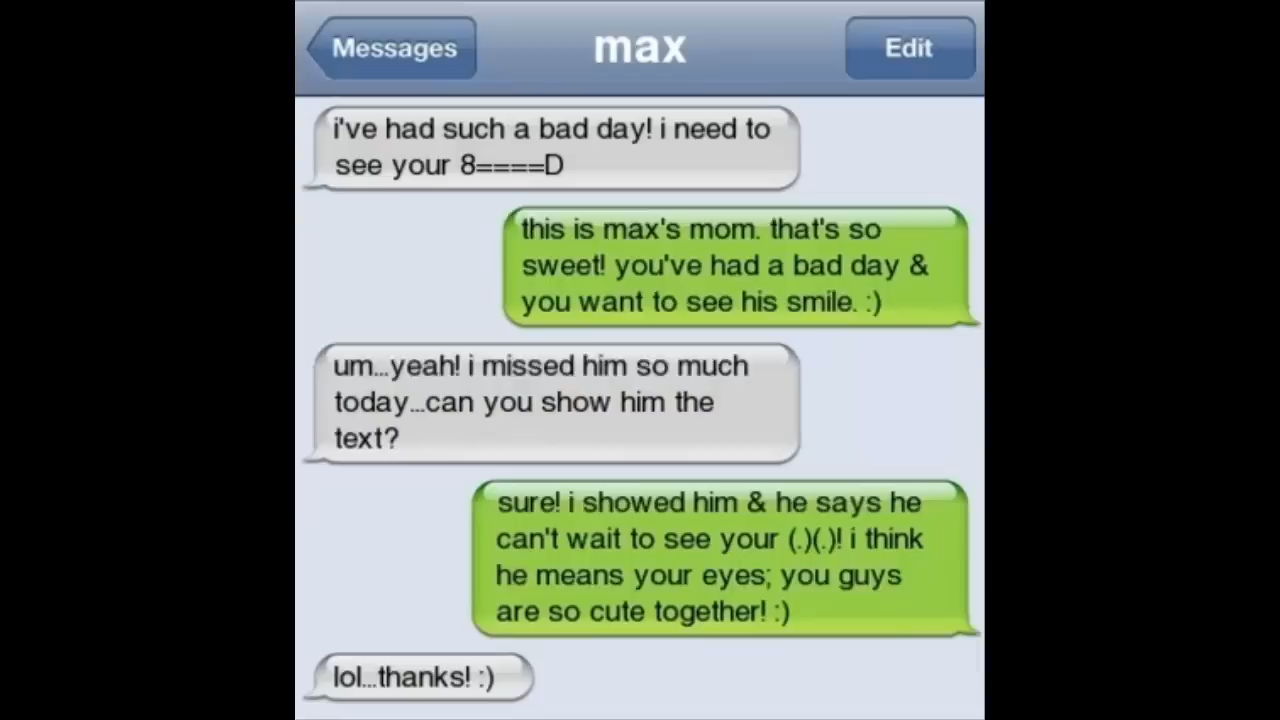 Messages
max
Edit
i've had such a bad day! i need to
see your 8====D
this is max's mom. that's so
sweet! you've had a bad day &
you want to see his smile. :)
um...yeah! i missed him so much
today...can you show him the
text?
sure! i showed him & he says he
can't wait to see your (.)(.)! i think
he means your eyes; you guys
are so cute together! :)
lol...thanks! :)